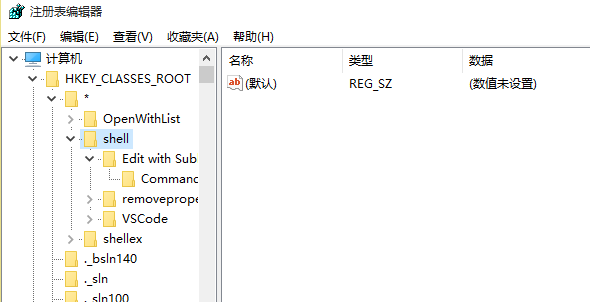 注册表编辑器
文件(F) 编辑(E) 查看(V) 收藏夹(A) 帮助(H)
计算机
HKEY_CLASSES_ROOT
*
OpenWithList
shell
Edit with Sub
Command
removeprope
VSCode
shellex
._bsln140
._sln
._sln100
名称 类型 数据
ab (默认) REG_SZ (数值未设置)